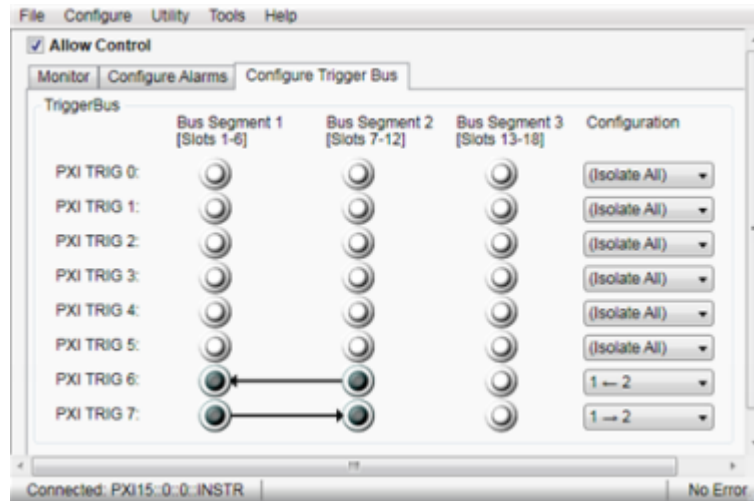 File Configure Utility Tools Help
Allow Control
Monitor Configure Alarms Configure Trigger Bus
TriggerBus
Bus Segment 1 Bus Segment 2 Bus Segment 3 Configuration
[Slots 1-6] [Slots 7-12] [Slots 13-18]
PXI TRIG 0: (Isolate All)
PXI TRIG 1: (Isolate All)
PXI TRIG 2: (Isolate All)
PXI TRIG 3: (Isolate All)
PXI TRIG 4: (Isolate All)
PXI TRIG 5: (Isolate All)
PXI TRIG 6: 1 ← 2
PXI TRIG 7: 1 → 2
Connected: PXI15::0::0::INSTR No Error